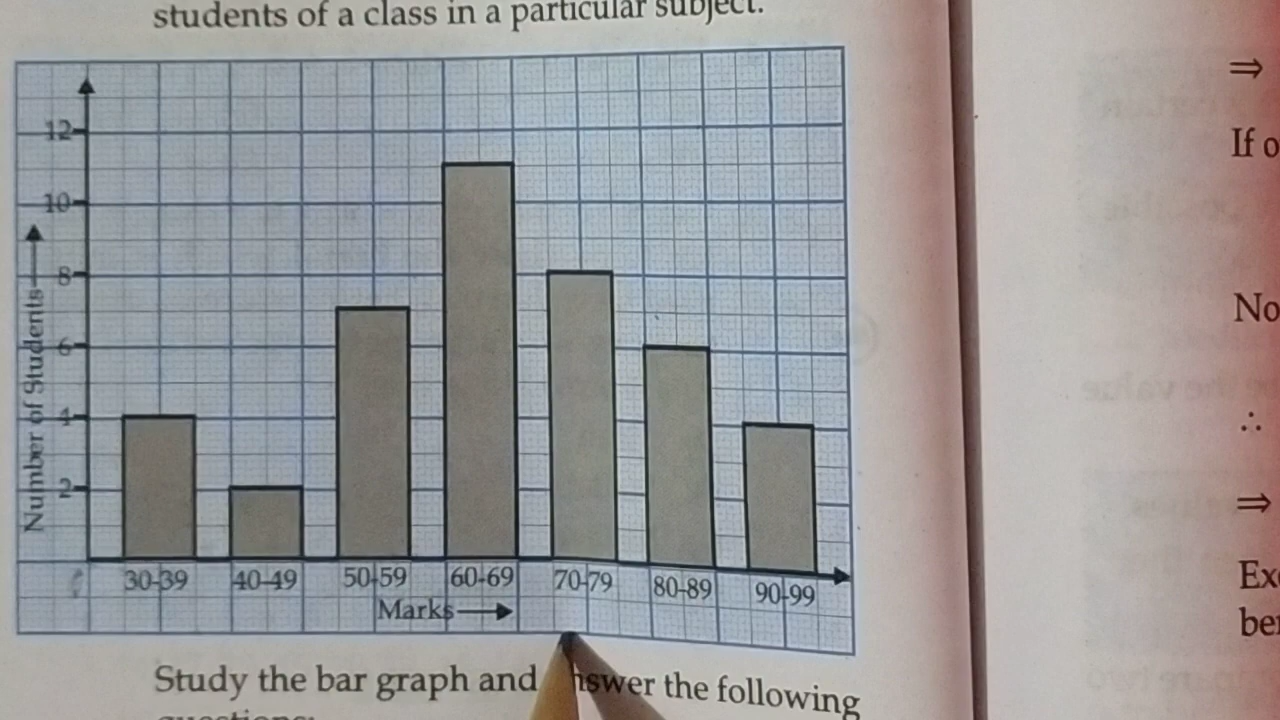 students of a class in a particular subject.
Number of Students
12
10
8
6
4
2
30-39 40-49 50-59 60-69 70-79 80-89 90-99
Marks
Study the bar graph and answer the following
questions:
⇒
If o
No
∴
⇒
Ex
be